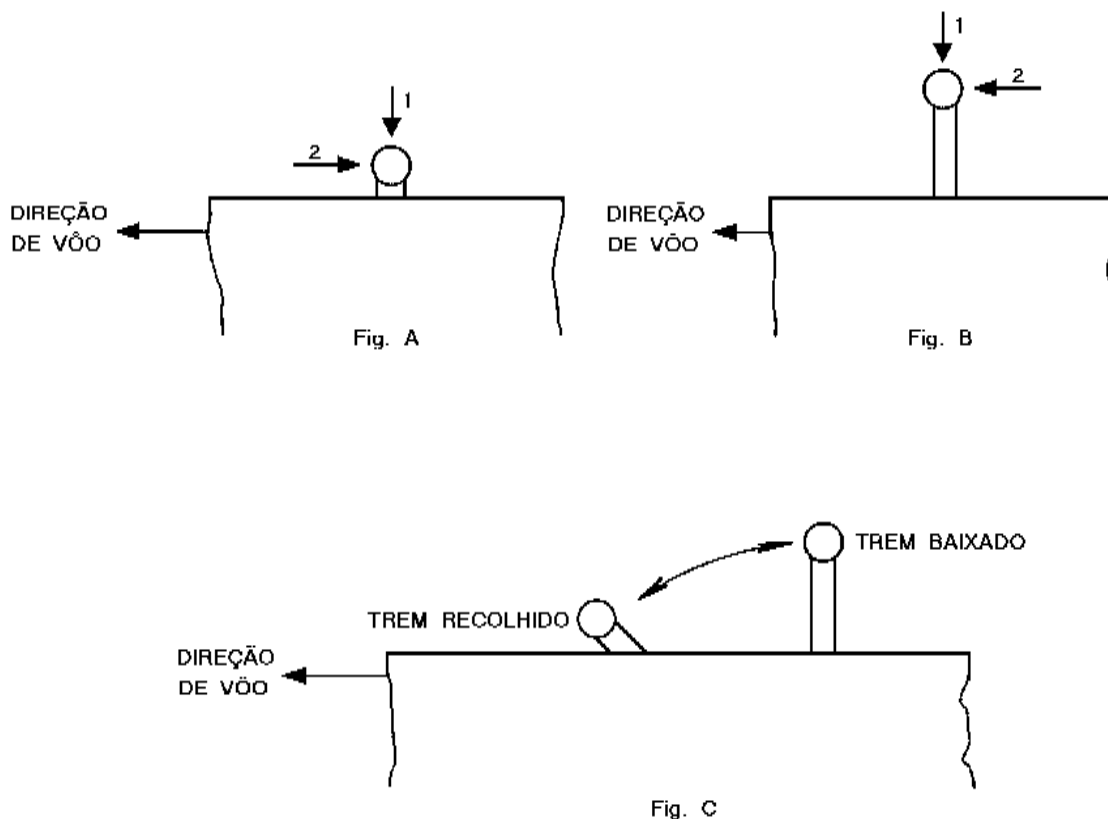 1
2
DIREÇÃO
DE VÔO
Fig. A
1
2
DIREÇÃO
DE VÔO
Fig. B
TREM BAIXADO
TREM RECOLHIDO
DIREÇÃO
DE VÔO
Fig. C